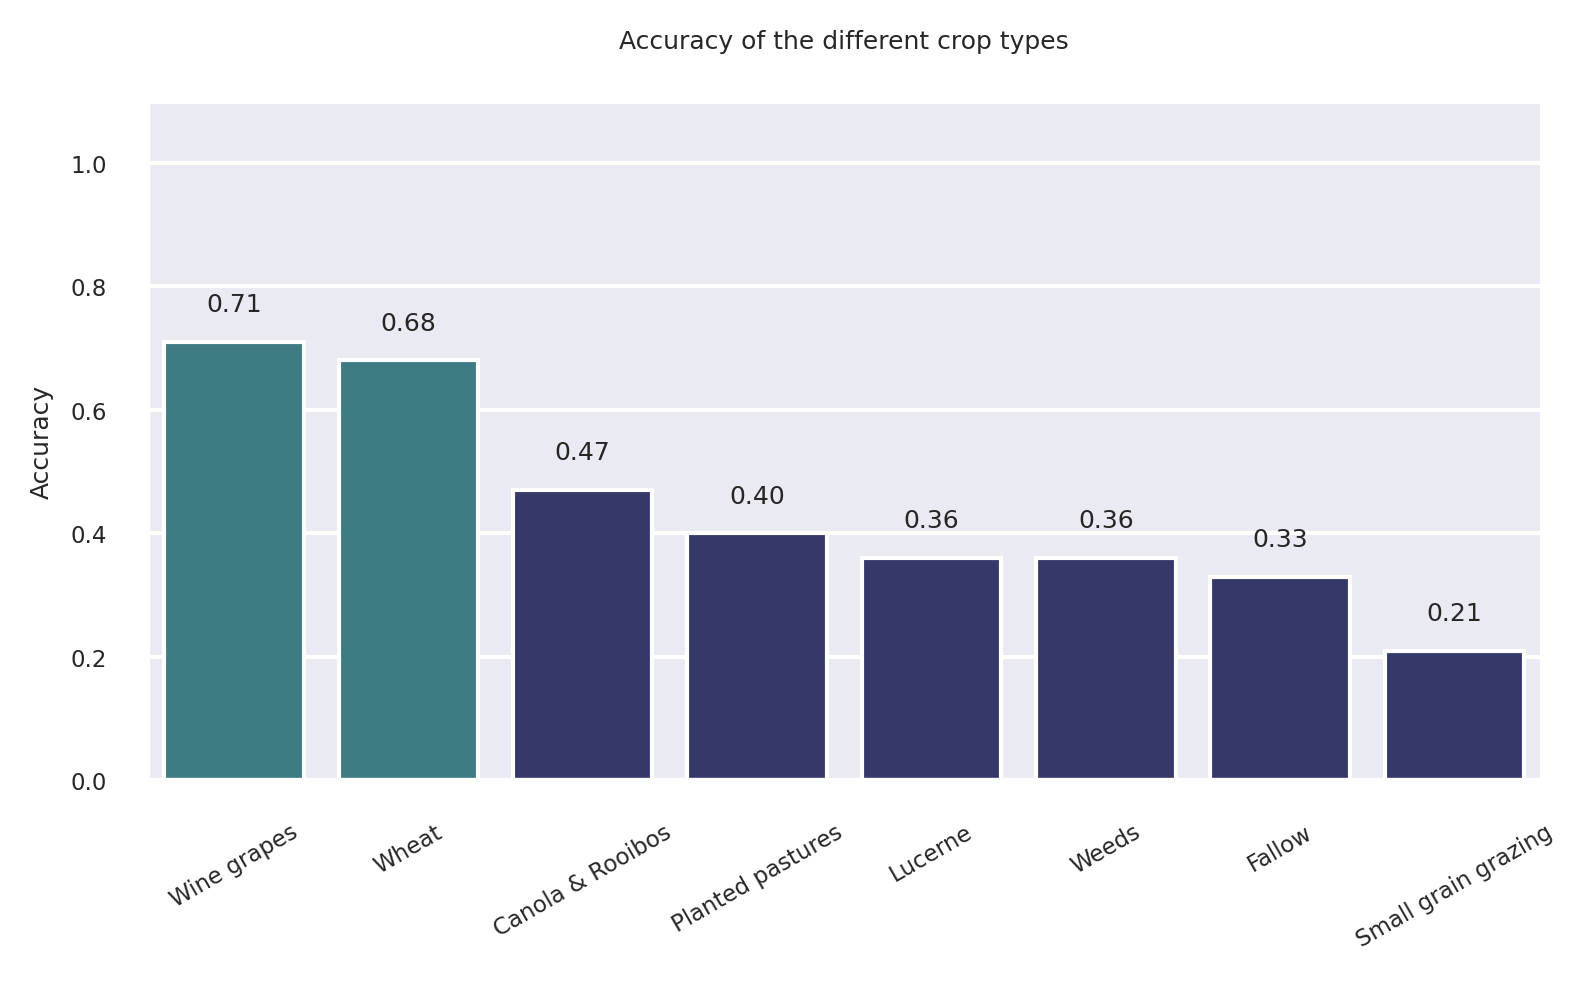 Accuracy of the different crop types
1.0
0.8
0.6
0.4
0.2
0.0
Accuracy
0.71
0.68
0.47
0.40
0.36
0.36
0.33
0.21
Wine grapes
Wheat
Canola & Rooibos
Planted pastures
Lucerne
Weeds
Fallow
Small grain grazing